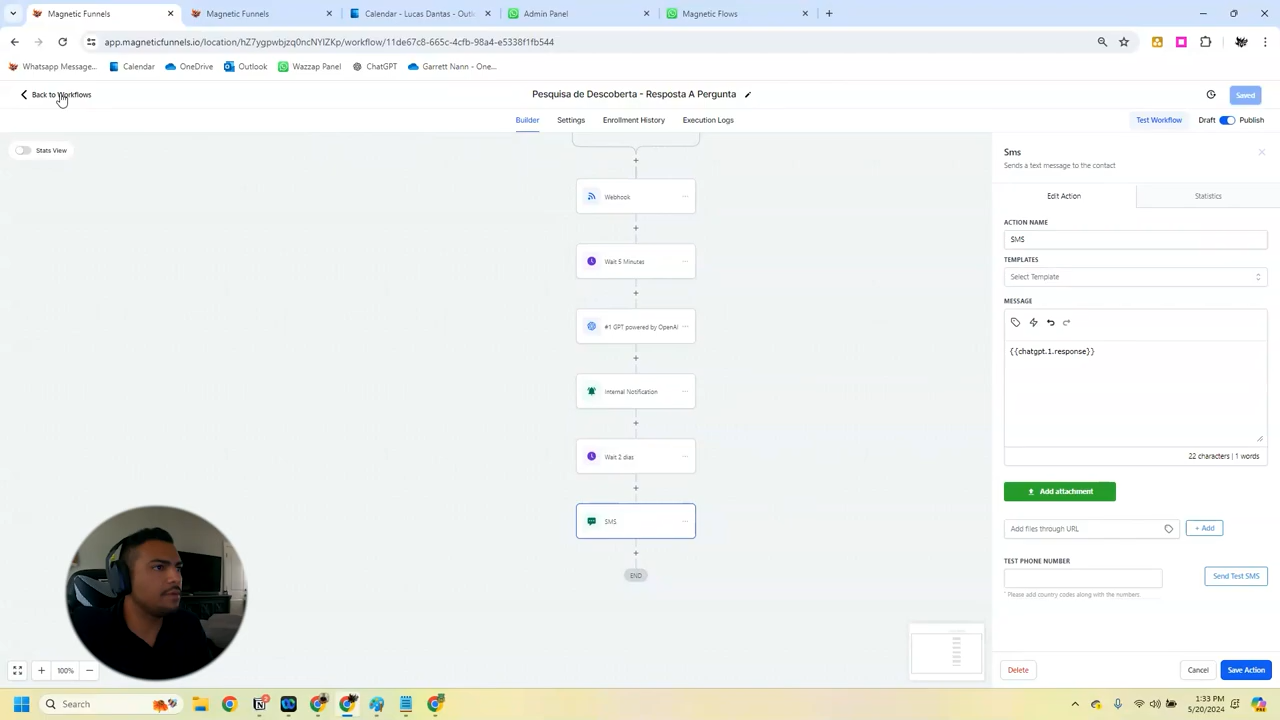 Magnetic Funnels
Magnetic Funnels
Calendar - Lucas Dantas - Outl
Admin Panel
Magnetic Flows
app.magneticfunnels.io/location/hZ7ygpwbjzq0ncNYIZKp/workflow/11de67c8-665c-4cfb-98a4-e5338f1fb544
Whatsapp Message...
Calendar
OneDrive
Outlook
Wazzap Panel
ChatGPT
Garrett Nann - One...
Back to Workflows
Pesquisa de Descoberta - Resposta A Pergunta
Saved
Builder
Settings
Enrollment History
Execution Logs
Test Workflow
Draft
Publish
Stats View
Webhook
Wait 5 Minutes
#1 GPT powered by OpenAI
Internal Notification
Wait 2 dias
SMS
END
100%
Sms
Sends a text message to the contact
Edit Action
Statistics
ACTION NAME
SMS
TEMPLATES
Select Template
MESSAGE
{{chatgpt.1.response}}
22 characters | 1 words
Add attachment
Add files through URL
+ Add
TEST PHONE NUMBER
Send Test SMS
* Please add country codes along with the numbers
Delete
Cancel
Save Action
Search
1:33 PM
5/20/2024